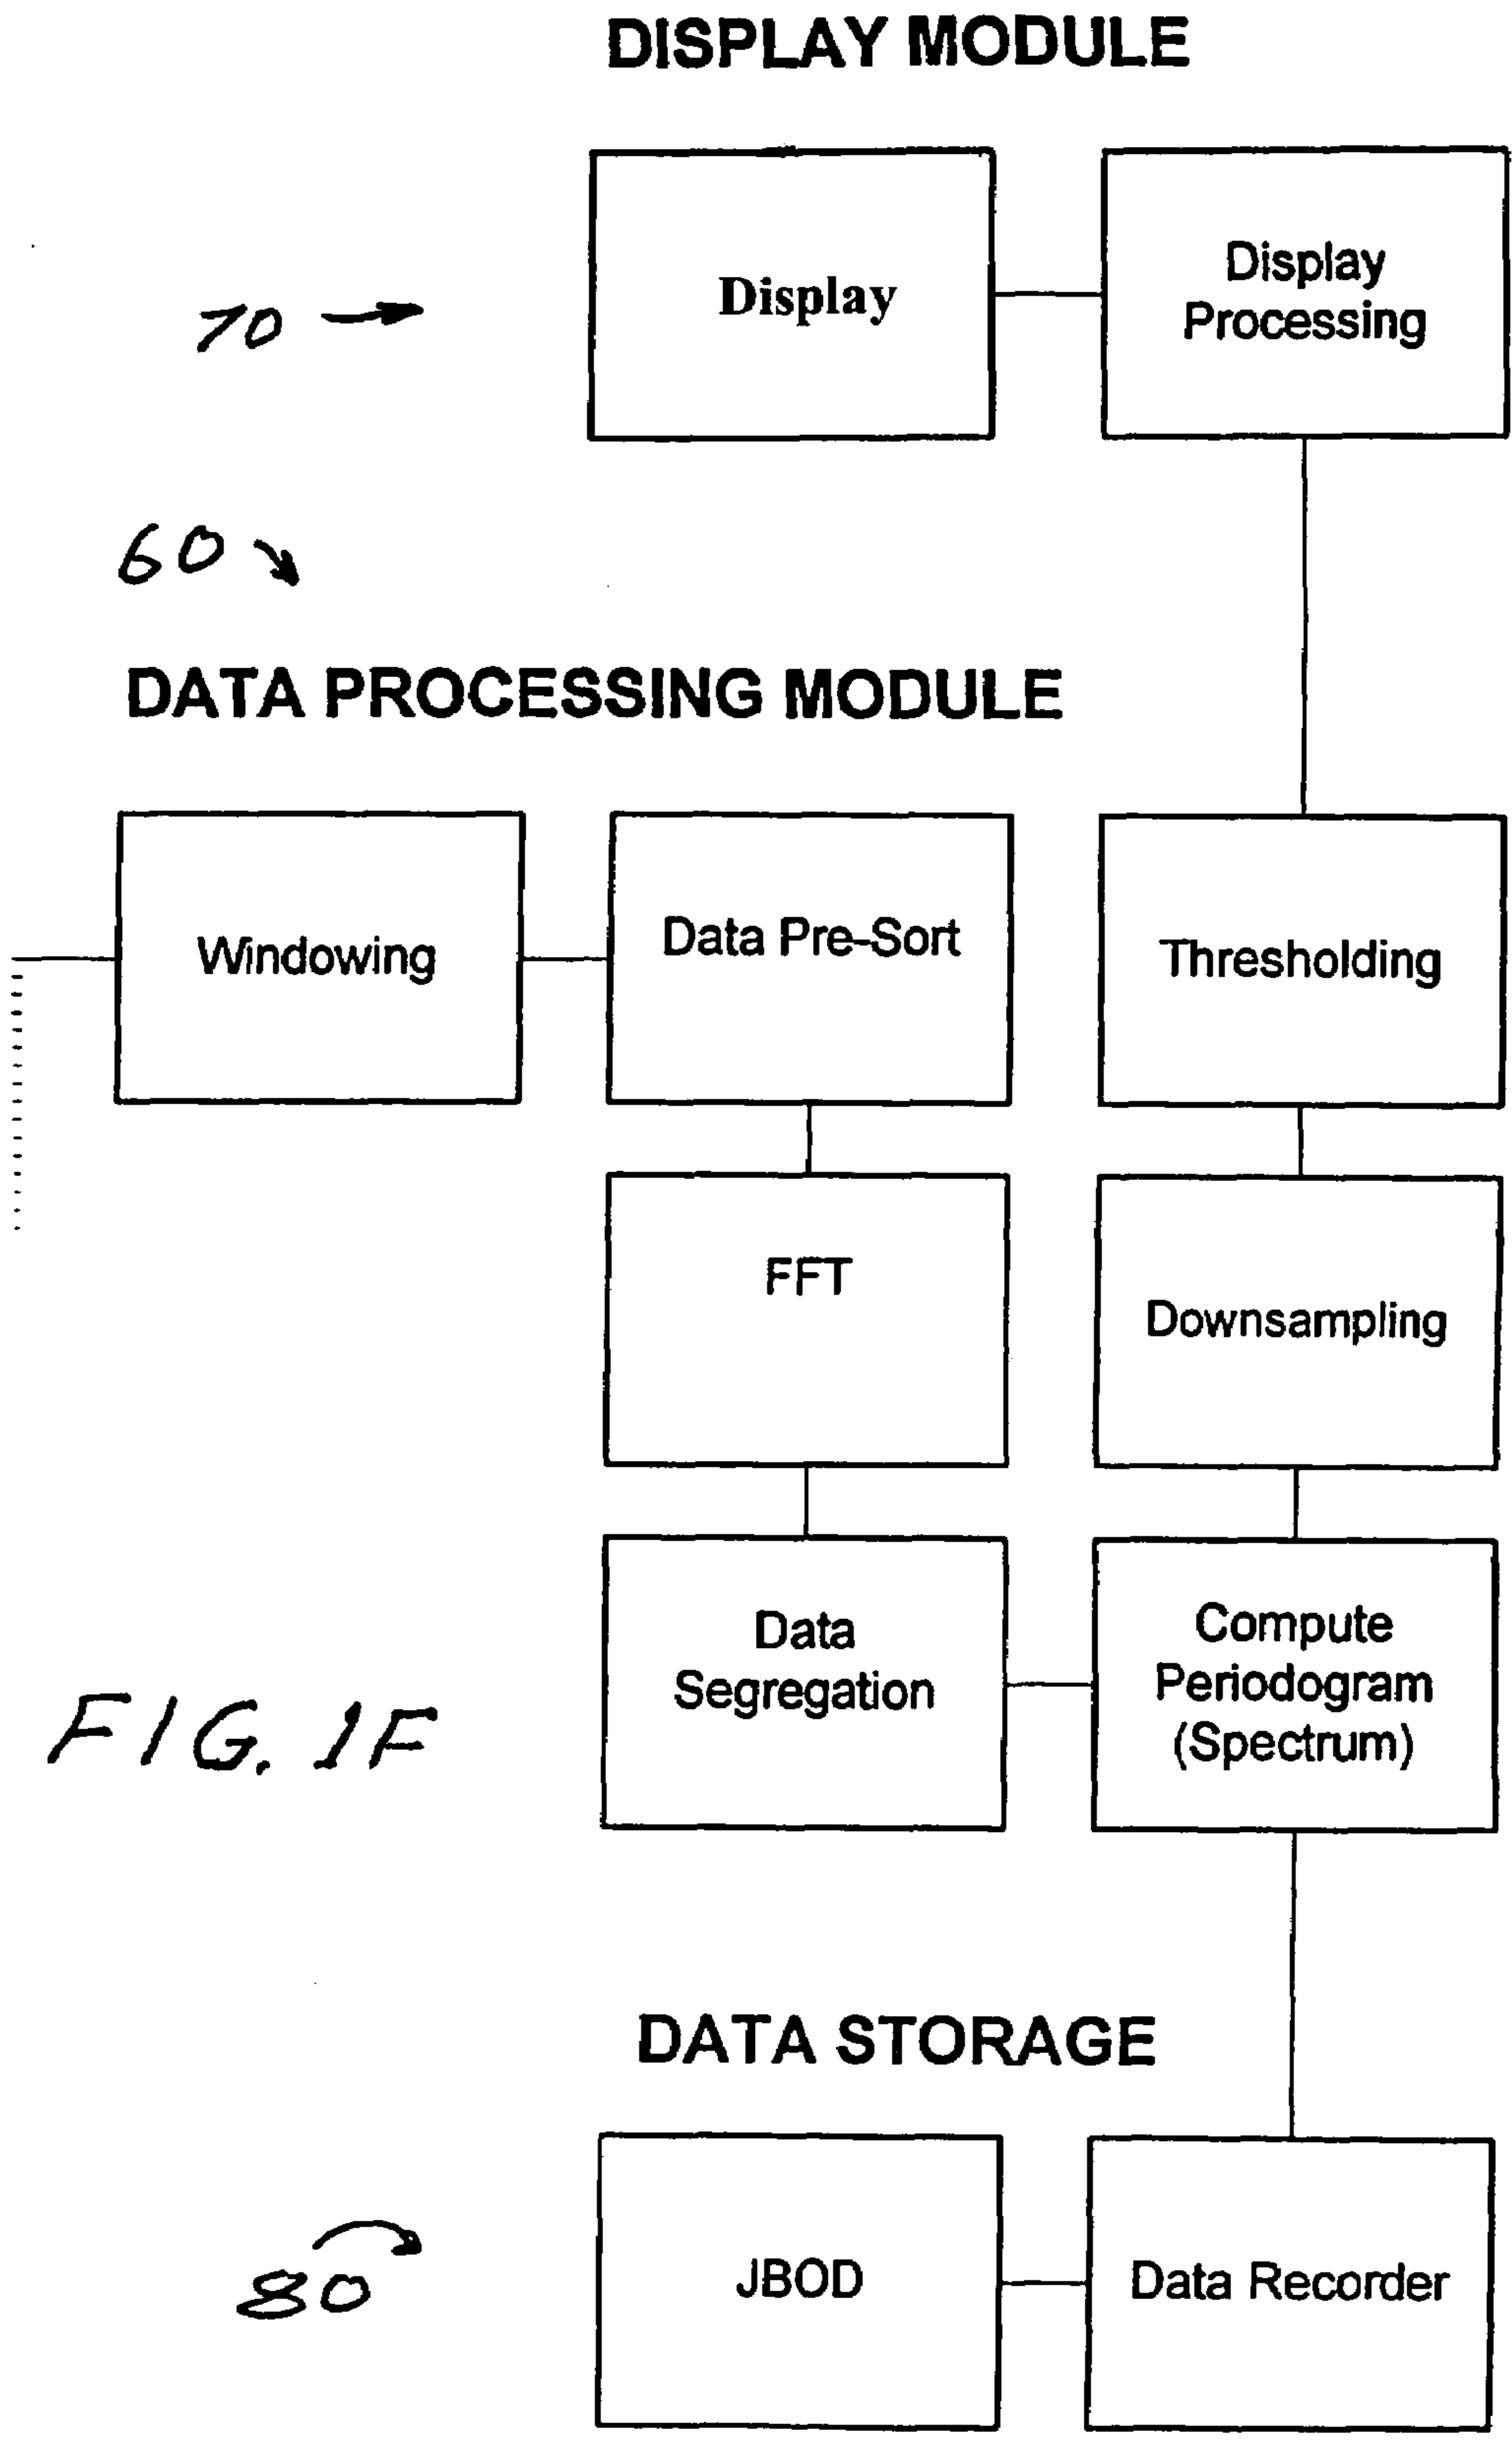 DISPLAY MODULE
Display
Display
Processing
70
60
DATA PROCESSING MODULE
Windowing
Data Pre-Sort
Thresholding
FFT
Downsampling
Data
Segregation
Compute
Periodogram
(Spectrum)
FIG. 1F
DATA STORAGE
JBOD
Data Recorder
80